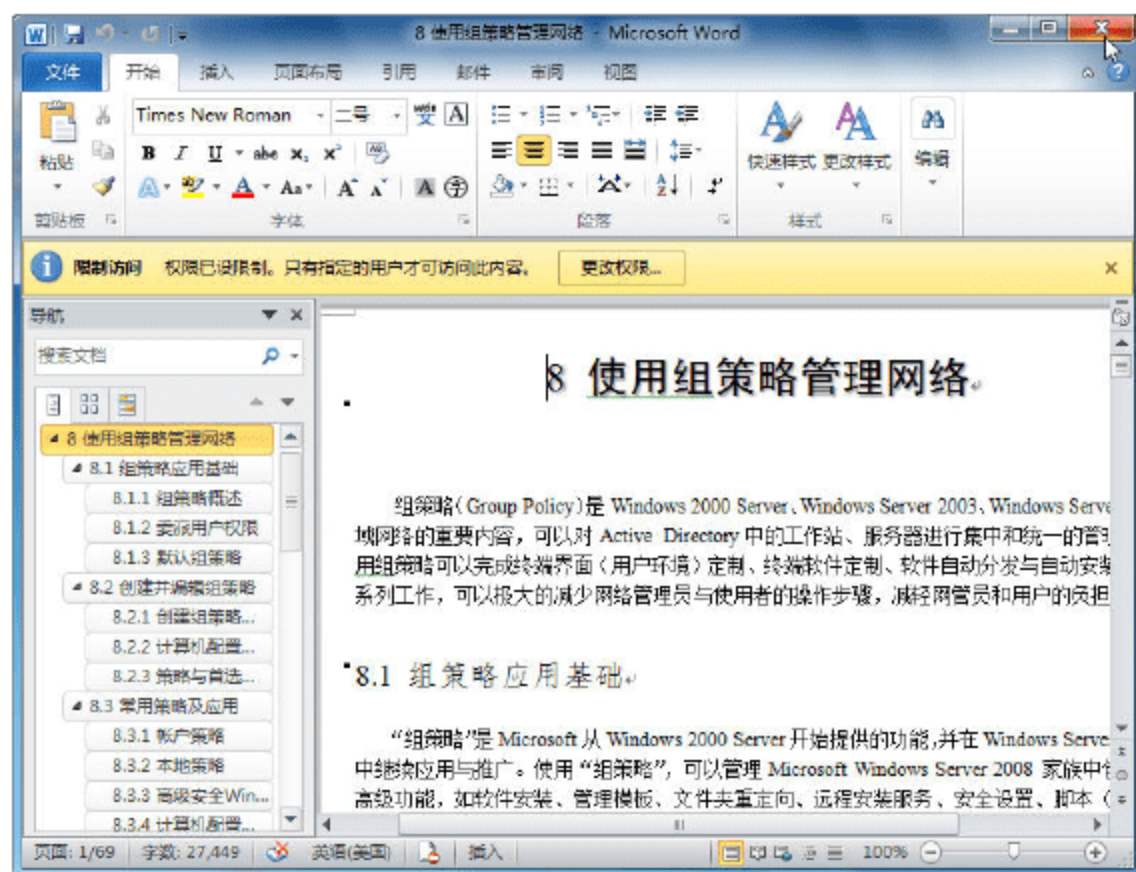 8 使用组策略管理网络 - Microsoft Word
文件 开始 插入 页面布局 引用 邮件 审阅 视图
Times New Roman 二号
粘贴 B I U abc x₂ x² 快速样式 更改样式 编辑
A Aa A A A
剪贴板 字体 段落 样式
限制访问 权限已设限制。只有指定的用户才可访问此内容。 更改权限...
导航
搜索文档
8 使用组策略管理网络
8.1 组策略应用基础
8.1.1 组策略概述
8.1.2 委派用户权限
8.1.3 默认组策略
8.2 创建并编辑组策略
8.2.1 创建组策略...
8.2.2 计算机配置...
8.2.3 策略与首选...
8.3 常用策略及应用
8.3.1 帐户策略
8.3.2 本地策略
8.3.3 高级安全Win...
8.3.4 计算机配置...
8 使用组策略管理网络
组策略(Group Policy)是 Windows 2000 Server、Windows Server 2003、Windows Serve
域网络的重要内容，可以对 Active Directory 中的工作站、服务器进行集中和统一的管理
用组策略可以完成终端界面（用户环境）定制、终端软件定制、软件自动分发与自动安装
系列工作，可以极大的减少网络管理员与使用者的操作步骤，减轻网管员和用户的负担
8.1 组策略应用基础
“组策略”是 Microsoft 从 Windows 2000 Server 开始提供的功能,并在 Windows Serve
中继续应用与推广。使用“组策略”，可以管理 Microsoft Windows Server 2008 家族中
高级功能，如软件安装、管理模板、文件夹重定向、远程安装服务、安全设置、脚本（
页面: 1/69 字数: 27,449 英语(美国) 插入 100%